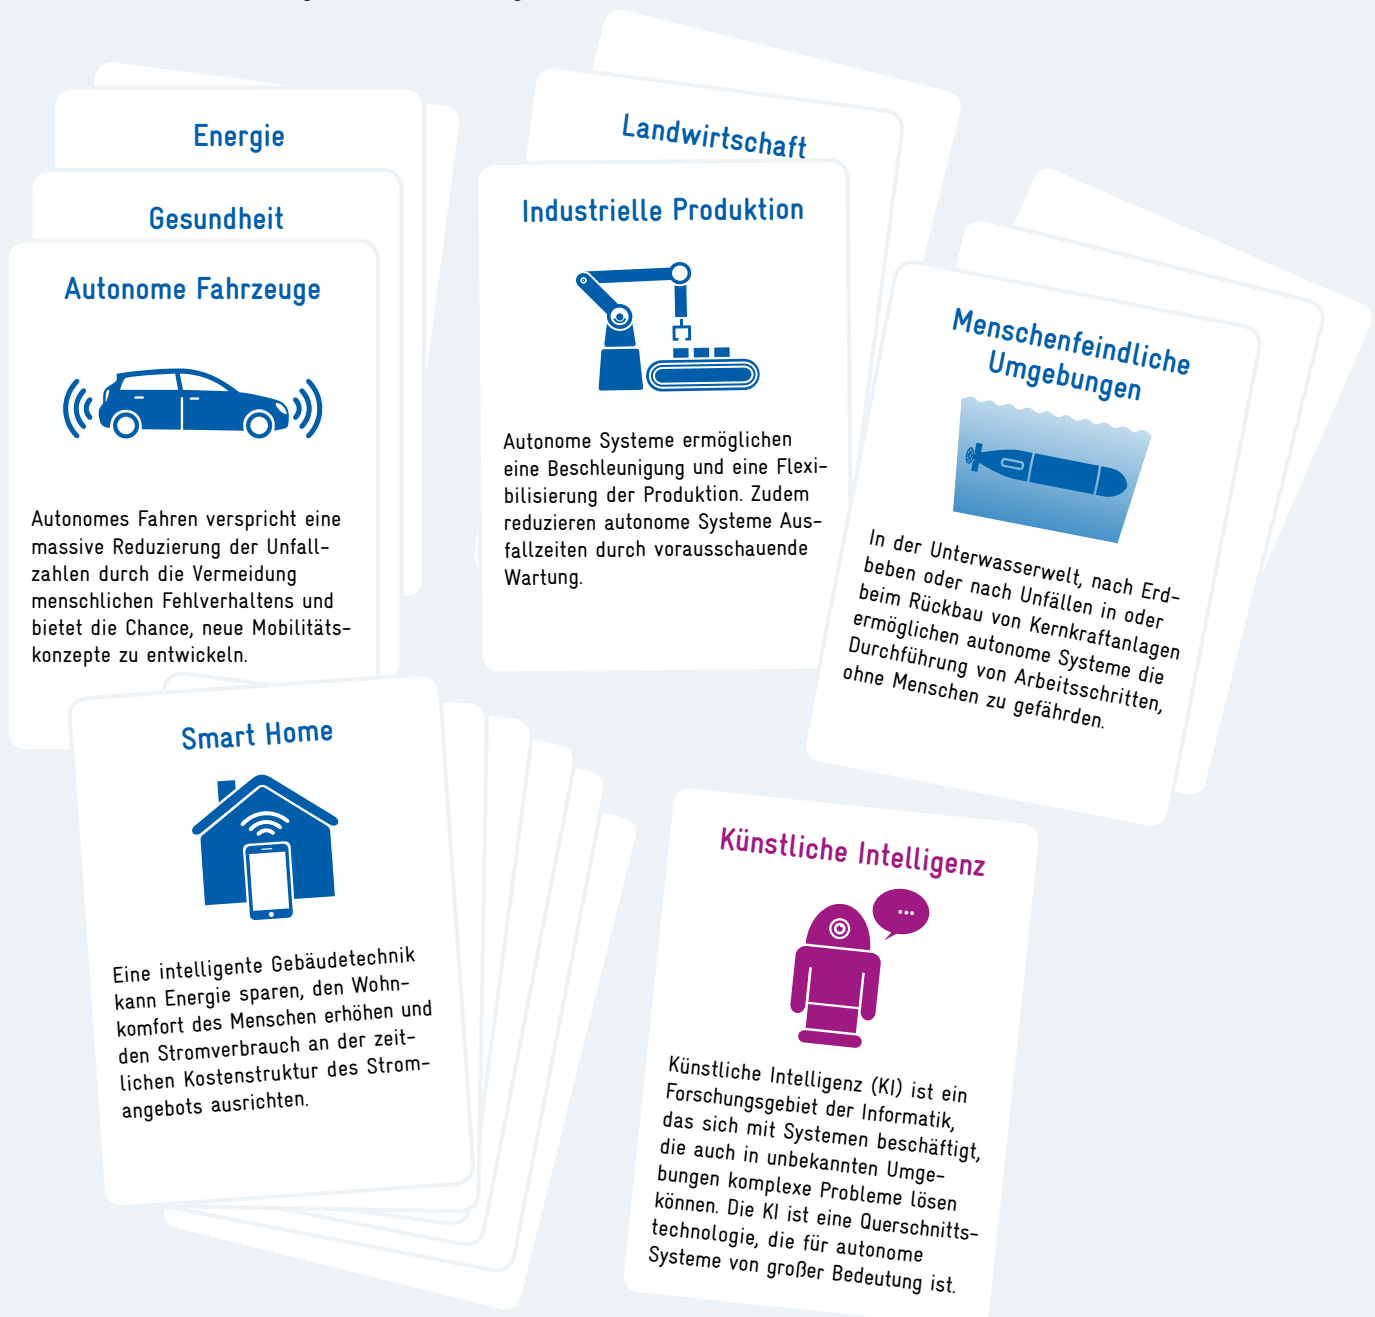 Energie
Gesundheit
Autonome Fahrzeuge
Autonomes Fahren verspricht eine
massive Reduzierung der Unfall-
zahlen durch die Vermeidung
menschlichen Fehlverhaltens und
bietet die Chance, neue Mobilitäts-
konzepte zu entwickeln.
Landwirtschaft
Industrielle Produktion
Autonome Systeme ermöglichen
eine Beschleunigung und eine Flexi-
bilisierung der Produktion. Zudem
reduzieren autonome Systeme Aus-
fallzeiten durch vorausschauende
Wartung.
Menschenfeindliche
Umgebungen
In der Unterwasserwelt, nach Erd-
beben oder nach Unfällen in oder
beim Rückbau von Kernkraftanlagen
ermöglichen autonome Systeme die
Durchführung von Arbeitsschritten,
ohne Menschen zu gefährden.
Smart Home
Eine intelligente Gebäudetechnik
kann Energie sparen, den Wohn-
komfort des Menschen erhöhen und
den Stromverbrauch an der zeit-
lichen Kostenstruktur des Strom-
angebots ausrichten.
Künstliche Intelligenz
...
Künstliche Intelligenz (KI) ist ein
Forschungsgebiet der Informatik,
das sich mit Systemen beschäftigt,
die auch in unbekannten Umge-
bungen komplexe Probleme lösen
können. Die KI ist eine Querschnitts-
technologie, die für autonome
Systeme von großer Bedeutung ist.